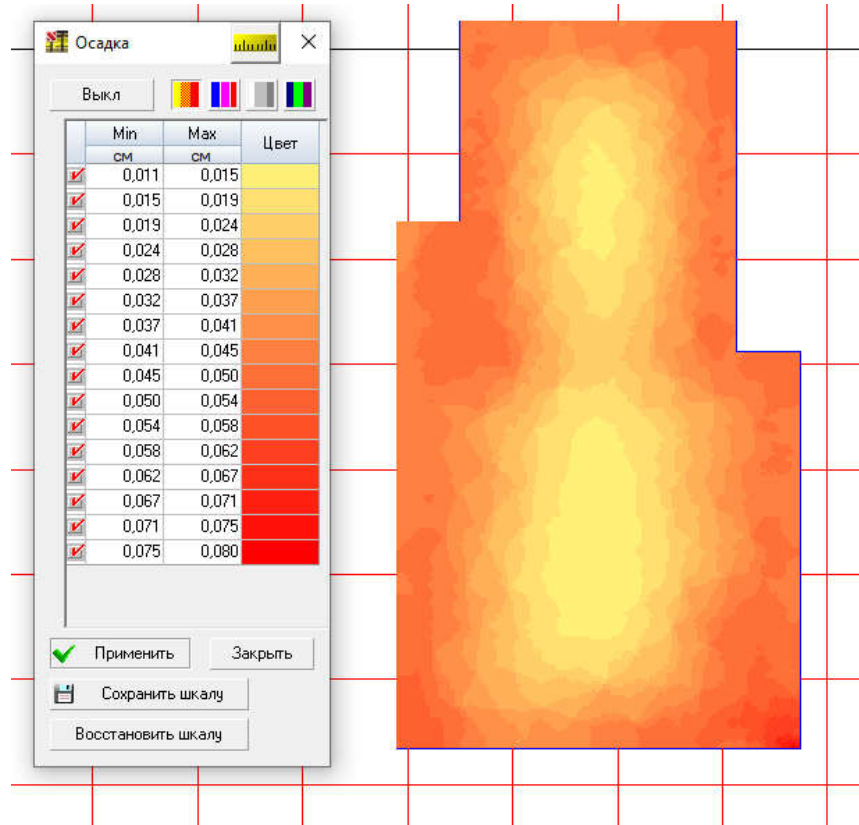 Осадка
Выкл
Min Max Цвет
см см
0,011 0,015
0,015 0,019
0,019 0,024
0,024 0,028
0,028 0,032
0,032 0,037
0,037 0,041
0,041 0,045
0,045 0,050
0,050 0,054
0,054 0,058
0,058 0,062
0,062 0,067
0,067 0,071
0,071 0,075
0,075 0,080
Применить Закрыть
Сохранить шкалу
Восстановить шкалу